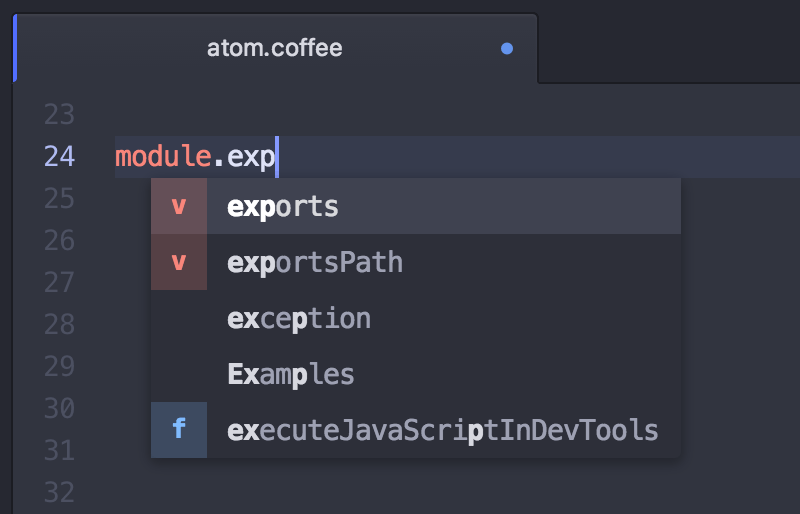 atom.coffee
23
24 module.exp
25
v exports
26
v exportsPath
27
28
exception
29
Examples
30
f executeJavaScriptInDevTools
31
32